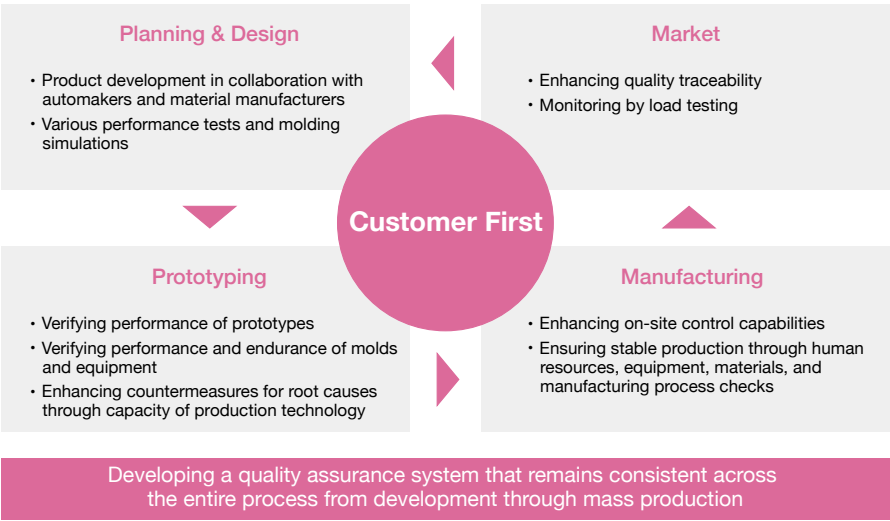 Planning & Design
・Product development in collaboration with
automakers and material manufacturers
・Various performance tests and molding
simulations
Market
・Enhancing quality traceability
・Monitoring by load testing
Customer First
Prototyping
・Verifying performance of prototypes
・Verifying performance and endurance of molds
and equipment
・Enhancing countermeasures for root causes
through capacity of production technology
Manufacturing
・Enhancing on-site control capabilities
・Ensuring stable production through human
resources, equipment, materials, and
manufacturing process checks
Developing a quality assurance system that remains consistent across
the entire process from development through mass production